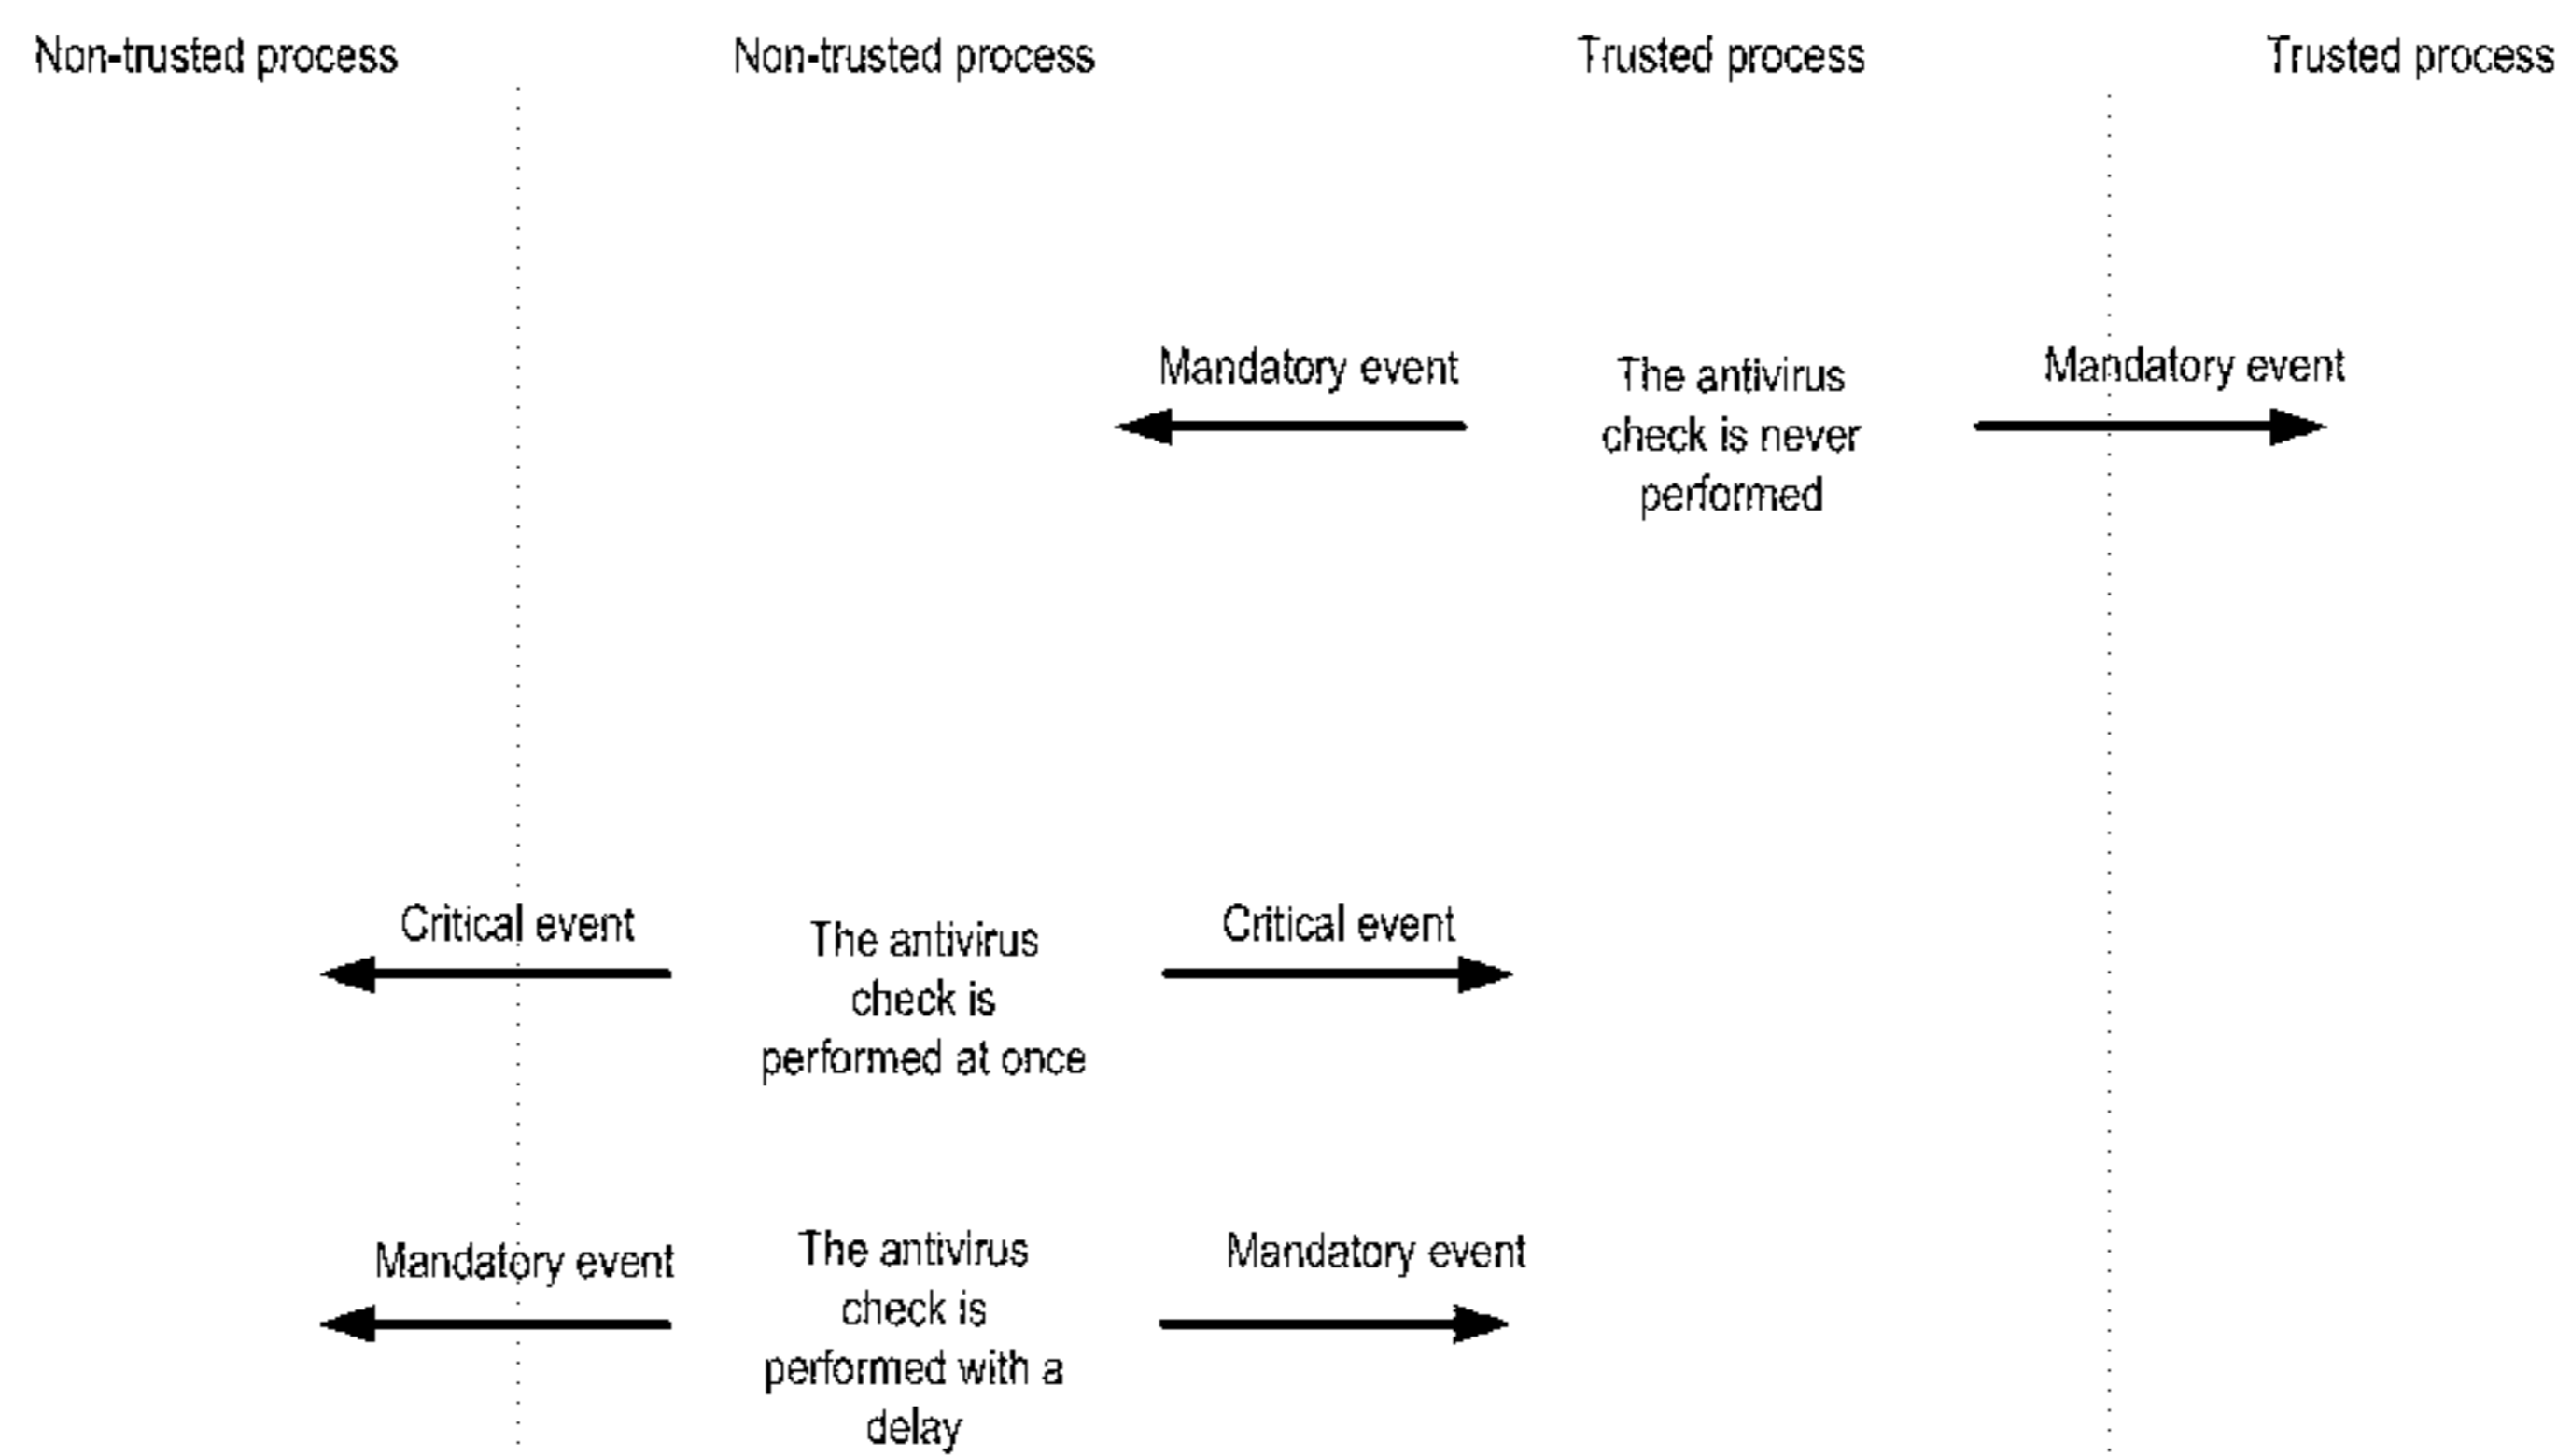 Non-trusted process
Non-trusted process
Trusted process
Trusted process
Mandatory event
The antivirus
check is never
performed
Mandatory event
Critical event
The antivirus
check is
performed at once
Critical event
Mandatory event
The antivirus
check is
performed with a
delay
Mandatory event